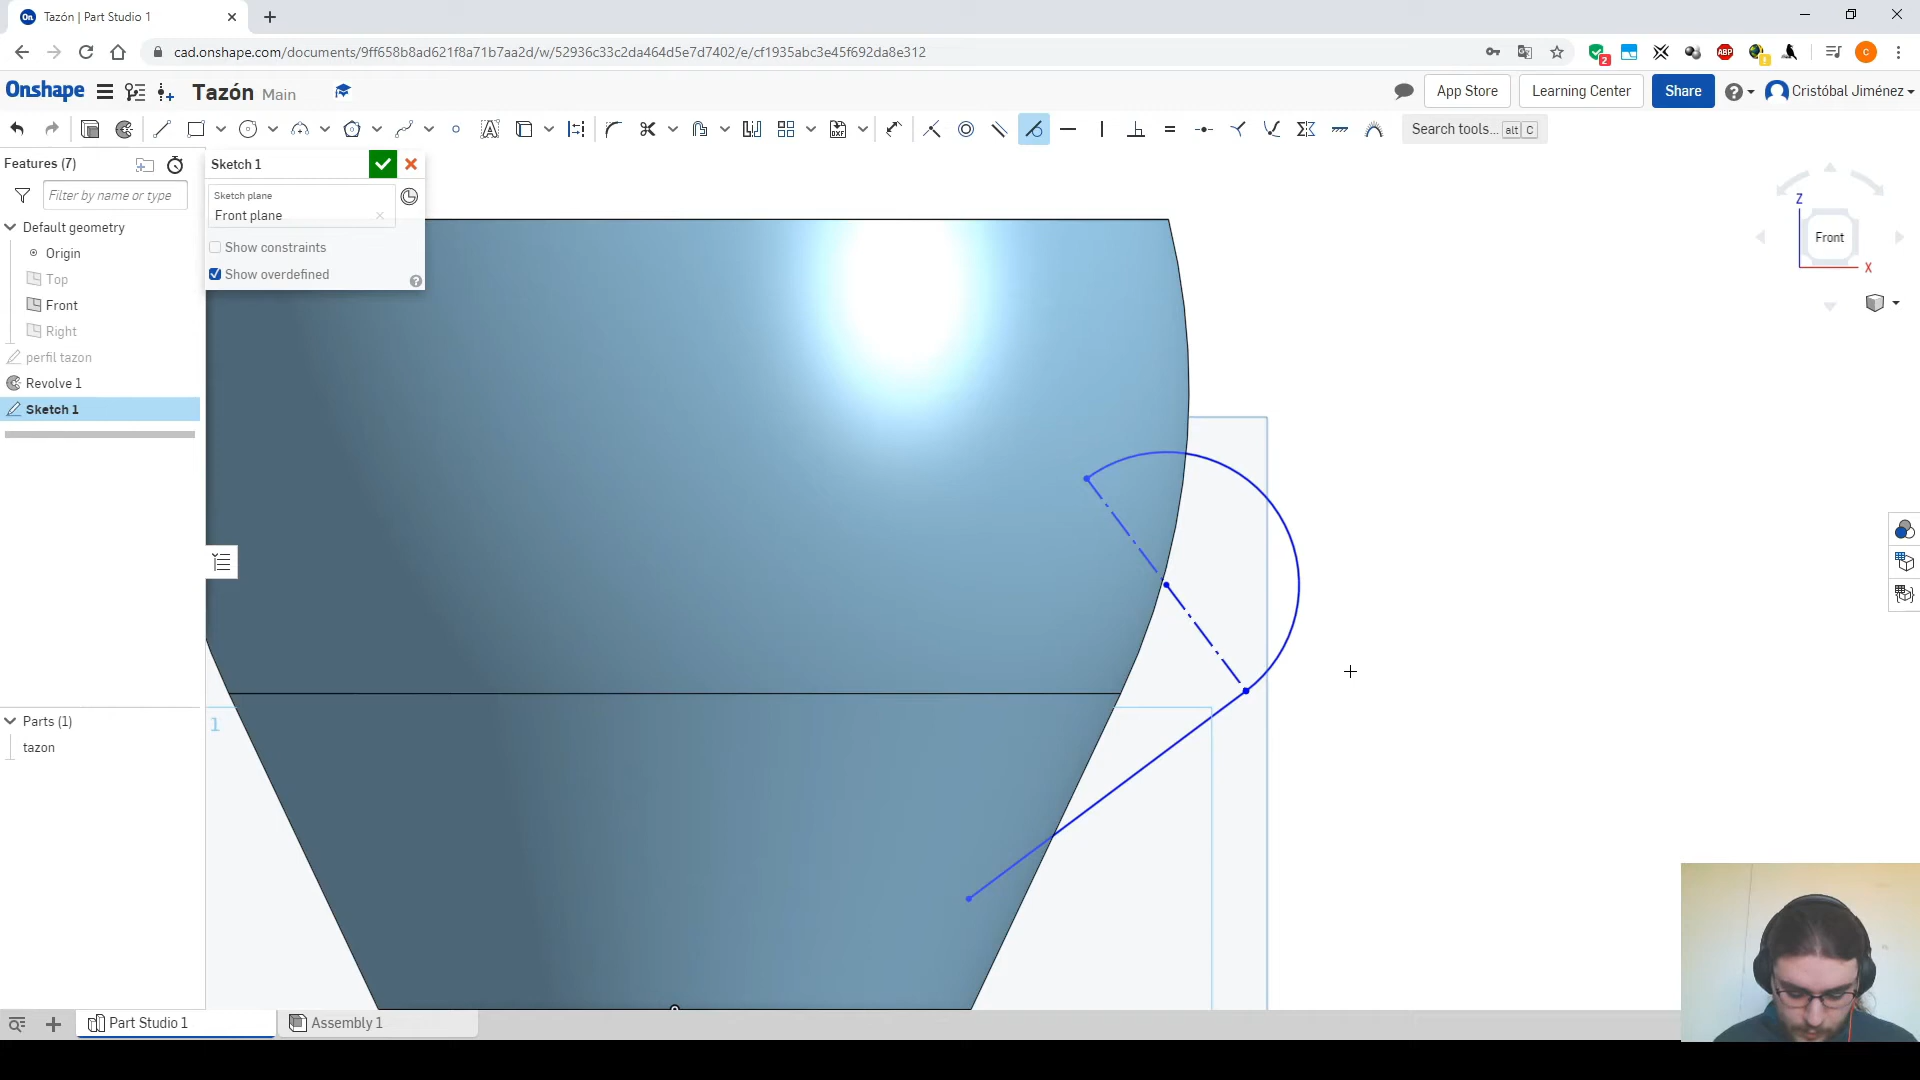 Tazón | Part Studio 1
cad.onshape.com/documents/9ff658b8ad621f8a71b7aa2d/w/52936c33c2da464d5e7d7402/e/cf1935abc3e45f692da8e312
2
ABP
C
Onshape
Tazón Main
App Store
Learning Center
Share
Cristóbal Jiménez
Search tools... alt C
Features (7)
Filter by name or type
Default geometry
Origin
Top
Front
Right
perfil tazon
Revolve 1
Sketch 1
Sketch 1
Sketch plane
Front plane
Show constraints
Show overdefined
Z
Front
X
1
Parts (1)
tazon
Part Studio 1
Assembly 1